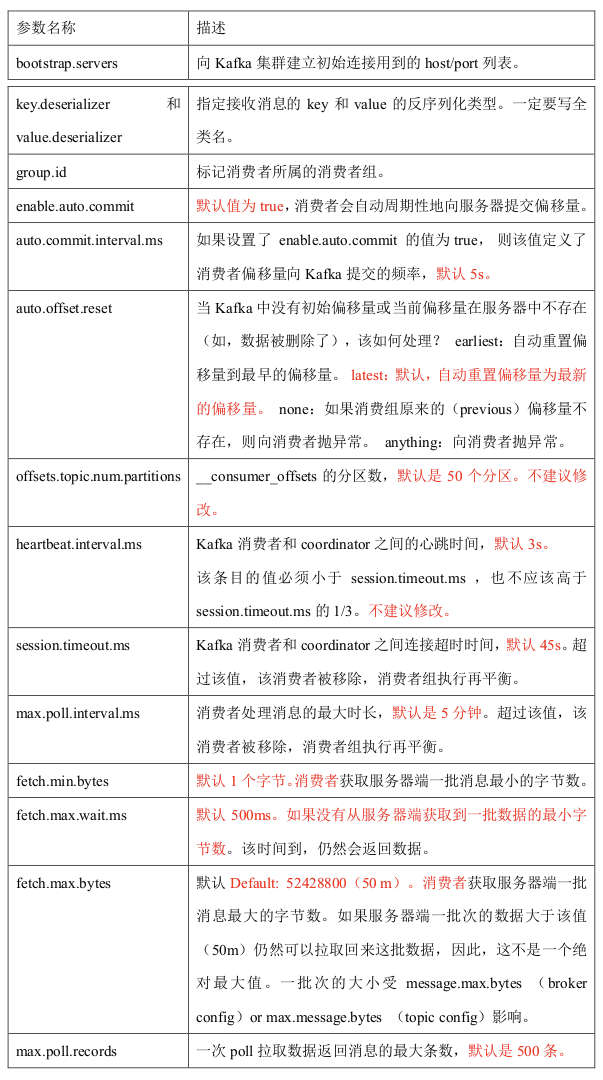 参数名称 描述
bootstrap.servers 向 Kafka 集群建立初始连接用到的 host/port 列表。
key.deserializer 和 指定接收消息的 key 和 value 的反序列化类型。一定要写全
value.deserializer 类名。
group.id 标记消费者所属的消费者组。
enable.auto.commit 默认值为 true，消费者会自动周期性地向服务器提交偏移量。
auto.commit.interval.ms 如果设置了 enable.auto.commit 的值为 true， 则该值定义了
消费者偏移量向 Kafka 提交的频率，默认 5s。
auto.offset.reset 当 Kafka 中没有初始偏移量或当前偏移量在服务器中不存在
（如，数据被删除了），该如何处理？ earliest：自动重置偏
移量到最早的偏移量。 latest：默认，自动重置偏移量为最新
的偏移量。 none：如果消费组原来的（previous）偏移量不
存在，则向消费者抛异常。 anything：向消费者抛异常。
offsets.topic.num.partitions __consumer_offsets 的分区数，默认是 50 个分区。不建议修
改。
heartbeat.interval.ms Kafka 消费者和 coordinator 之间的心跳时间，默认 3s。
该条目的值必须小于 session.timeout.ms ，也不应该高于
session.timeout.ms 的 1/3。不建议修改。
session.timeout.ms Kafka 消费者和 coordinator 之间连接超时时间，默认 45s。超
过该值，该消费者被移除，消费者组执行再平衡。
max.poll.interval.ms 消费者处理消息的最大时长，默认是 5 分钟。超过该值，该
消费者被移除，消费者组执行再平衡。
fetch.min.bytes 默认 1 个字节。消费者获取服务器端一批消息最小的字节数。
fetch.max.wait.ms 默认 500ms。如果没有从服务器端获取到一批数据的最小字
节数。该时间到，仍然会返回数据。
fetch.max.bytes 默认 Default: 52428800（50 m）。消费者获取服务器端一批
消息最大的字节数。如果服务器端一批次的数据大于该值
（50m）仍然可以拉取回来这批数据，因此，这不是一个绝
对最大值。一批次的大小受 message.max.bytes （broker
config）or max.message.bytes （topic config）影响。
max.poll.records 一次 poll 拉取数据返回消息的最大条数，默认是 500 条。